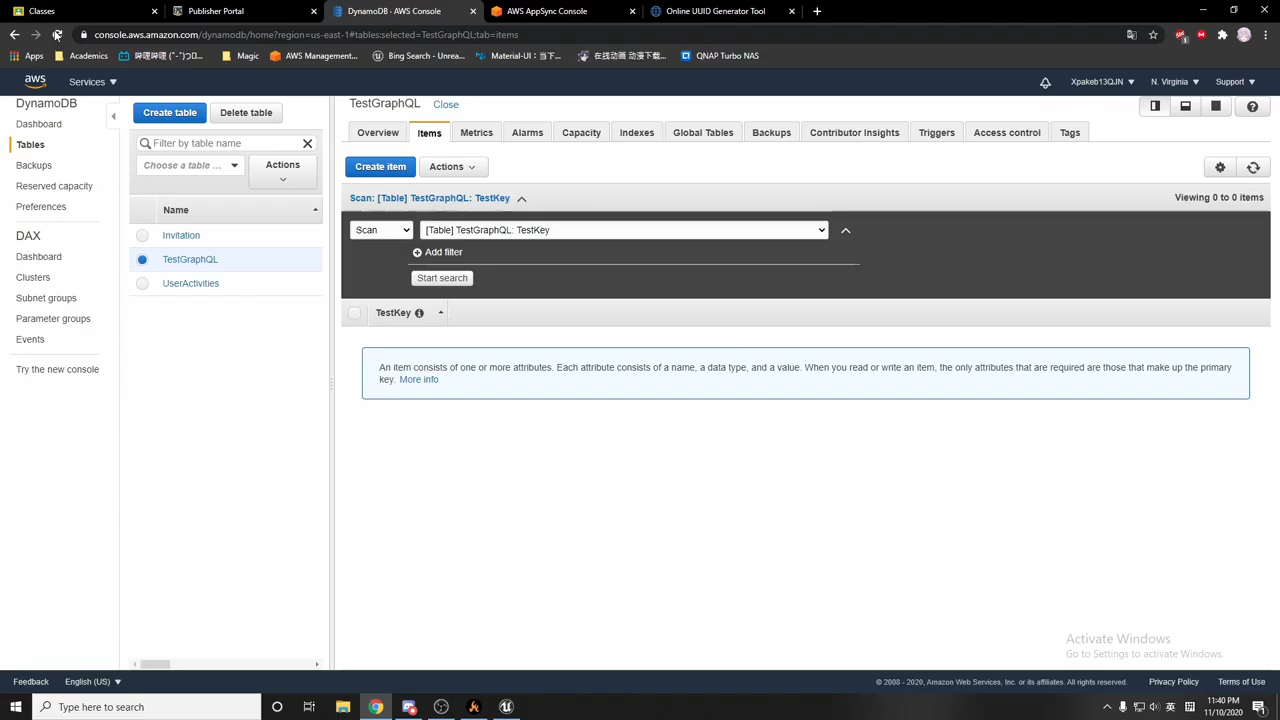 Classes
Publisher Portal
DynamoDB - AWS Console
AWS AppSync Console
Online UUID Generator Tool
console.aws.amazon.com/dynamodb/home?region=us-east-1#tables:selected=TestGraphQL;tab=items
Apps
Academics
Magic
AWS Management...
Bing Search - Unrea...
Material-UI：当下...
在线动画下载...
QNAP Turbo NAS
aws
Services
Xpakeb13QJN
N. Virginia
Support
DynamoDB
Dashboard
Tables
Backups
Reserved capacity
Preferences
DAX
Dashboard
Clusters
Subnet groups
Parameter groups
Events
Try the new console
Create table
Delete table
Filter by table name
Choose a table ...
Actions
Name
Invitation
TestGraphQL
UserActivities
TestGraphQL Close
Overview
Items
Metrics
Alarms
Capacity
Indexes
Global Tables
Backups
Contributor Insights
Triggers
Access control
Tags
Create item
Actions
Scan: [Table] TestGraphQL: TestKey
Viewing 0 to 0 items
Scan
[Table] TestGraphQL: TestKey
Add filter
Start search
TestKey
An item consists of one or more attributes. Each attribute consists of a name, a data type, and a value. When you read or write an item, the only attributes that are required are those that make up the primary
key. More info
Activate Windows
Go to Settings to activate Windows.
Feedback
English (US)
© 2008 - 2020, Amazon Web Services, Inc. or its affiliates. All rights reserved.
Privacy Policy
Terms of Use
Type here to search
英
11:40 PM
11/10/2020